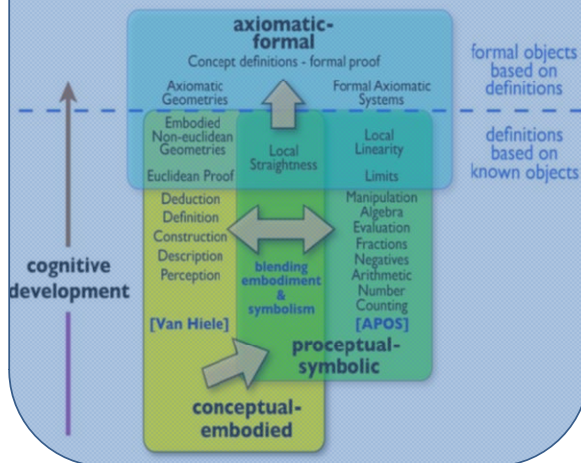 axiomatic-
formal
Concept definitions - formal proof
Axiomatic
Geometries
Formal Axiomatic
Systems
formal objects
based on
definitions
Embodied
Non-euclidean
Geometries
Local
Straightness
Local
Linearity
definitions
based on
known objects
Euclidean Proof
Limits
Deduction
Definition
Construction
Description
Perception
Manipulation
Algebra
Evaluation
Fractions
Negatives
Arithmetic
Number
Counting
blending
embodiment
&
symbolism
cognitive
development
[Van Hiele]
[APOS]
proceptual-
symbolic
conceptual-
embodied